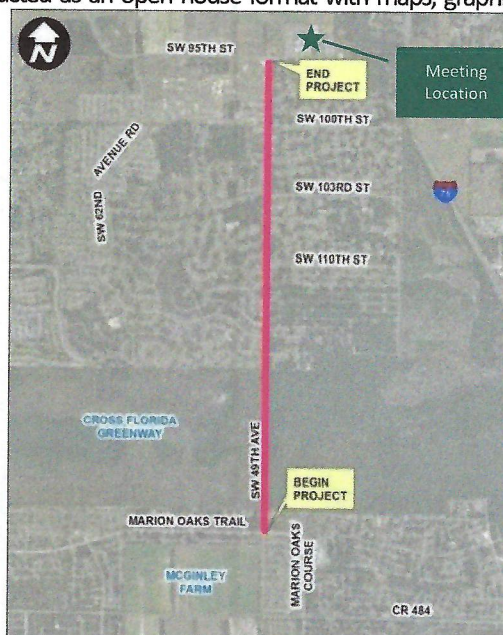 ucted as an open house format with maps, graph
N
SW 95TH ST
END
PROJECT
Meeting
Location
SW 100TH ST
AVENUE RD
SW 62ND
SW 103RD ST
75
SW 110TH ST
CROSS FLORIDA
GREENWAY
SW 49TH AVE
BEGIN
PROJECT
MARION OAKS TRAIL
MARION OAKS
COURSE
MCGINLEY
FARM
CR 484